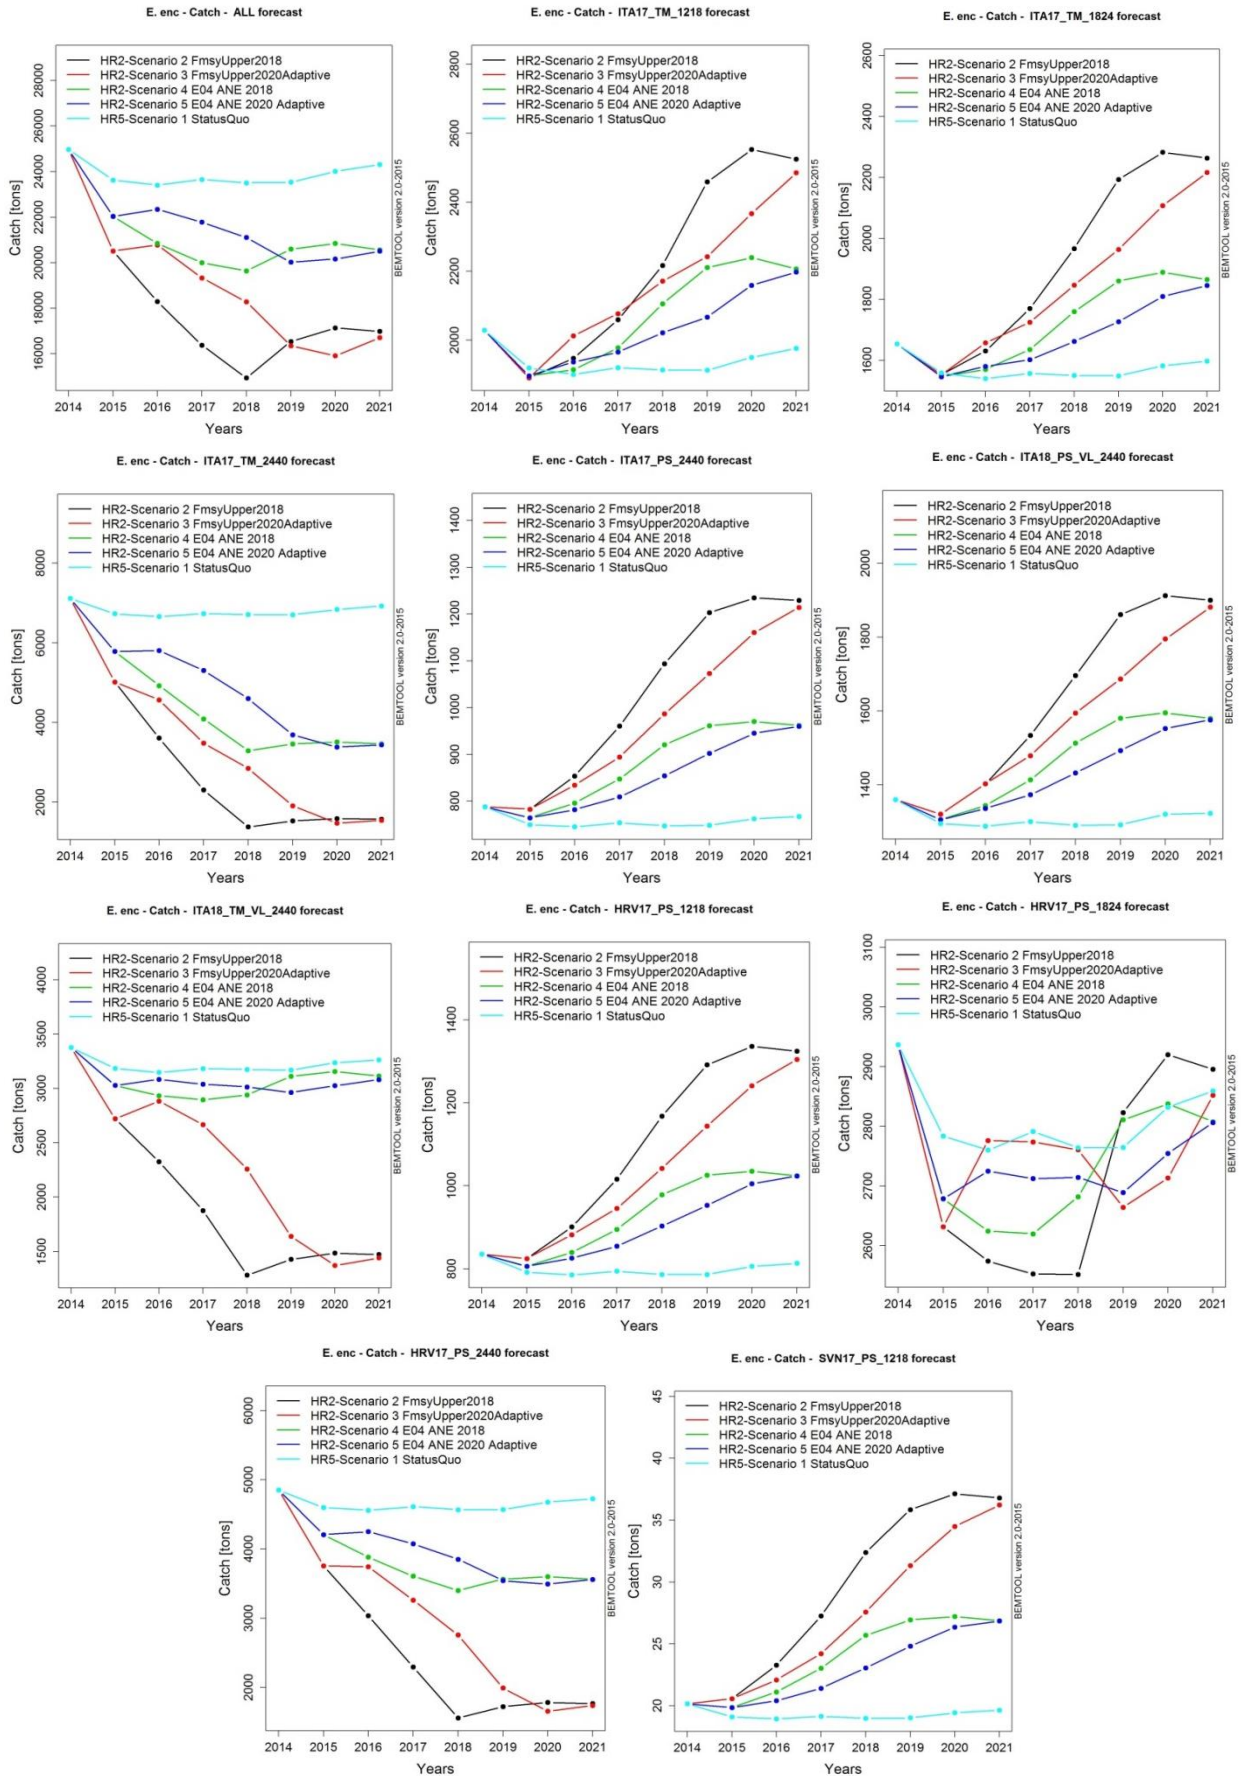 E. enc - Catch - ALL forecast
Catch [tons]
28000
26000
24000
22000
20000
18000
16000
HR2-Scenario 2 FmsyUpper2018
HR2-Scenario 3 FmsyUpper2020Adaptive
HR2-Scenario 4 E04 ANE 2018
HR2-Scenario 5 E04 ANE 2020 Adaptive
HR5-Scenario 1 StatusQuo
BEMTOOL version 2.0-2015
2014 2015 2016 2017 2018 2019 2020 2021
Years
E. enc - Catch - ITA17_TM_1218 forecast
Catch [tons]
2800
2600
2400
2200
2000
HR2-Scenario 2 FmsyUpper2018
HR2-Scenario 3 FmsyUpper2020Adaptive
HR2-Scenario 4 E04 ANE 2018
HR2-Scenario 5 E04 ANE 2020 Adaptive
HR5-Scenario 1 StatusQuo
BEMTOOL version 2.0-2015
2014 2015 2016 2017 2018 2019 2020 2021
Years
E. enc - Catch - ITA17_TM_1824 forecast
Catch [tons]
2600
2400
2200
2000
1800
1600
HR2-Scenario 2 FmsyUpper2018
HR2-Scenario 3 FmsyUpper2020Adaptive
HR2-Scenario 4 E04 ANE 2018
HR2-Scenario 5 E04 ANE 2020 Adaptive
HR5-Scenario 1 StatusQuo
BEMTOOL version 2.0-2015
2014 2015 2016 2017 2018 2019 2020 2021
Years
E. enc - Catch - ITA17_TM_2440 forecast
Catch [tons]
8000
6000
4000
2000
HR2-Scenario 2 FmsyUpper2018
HR2-Scenario 3 FmsyUpper2020Adaptive
HR2-Scenario 4 E04 ANE 2018
HR2-Scenario 5 E04 ANE 2020 Adaptive
HR5-Scenario 1 StatusQuo
BEMTOOL version 2.0-2015
2014 2015 2016 2017 2018 2019 2020 2021
Years
E. enc - Catch - ITA17_PS_2440 forecast
Catch [tons]
1400
1300
1200
1100
1000
900
800
HR2-Scenario 2 FmsyUpper2018
HR2-Scenario 3 FmsyUpper2020Adaptive
HR2-Scenario 4 E04 ANE 2018
HR2-Scenario 5 E04 ANE 2020 Adaptive
HR5-Scenario 1 StatusQuo
BEMTOOL version 2.0-2015
2014 2015 2016 2017 2018 2019 2020 2021
Years
E. enc - Catch - ITA18_PS_VL_2440 forecast
Catch [tons]
2000
1800
1600
1400
HR2-Scenario 2 FmsyUpper2018
HR2-Scenario 3 FmsyUpper2020Adaptive
HR2-Scenario 4 E04 ANE 2018
HR2-Scenario 5 E04 ANE 2020 Adaptive
HR5-Scenario 1 StatusQuo
BEMTOOL version 2.0-2015
2014 2015 2016 2017 2018 2019 2020 2021
Years
E. enc - Catch - ITA18_TM_VL_2440 forecast
Catch [tons]
4000
3500
3000
2500
2000
1500
HR2-Scenario 2 FmsyUpper2018
HR2-Scenario 3 FmsyUpper2020Adaptive
HR2-Scenario 4 E04 ANE 2018
HR2-Scenario 5 E04 ANE 2020 Adaptive
HR5-Scenario 1 StatusQuo
BEMTOOL version 2.0-2015
2014 2015 2016 2017 2018 2019 2020 2021
Years
E. enc - Catch - HRV17_PS_1218 forecast
Catch [tons]
1400
1200
1000
800
HR2-Scenario 2 FmsyUpper2018
HR2-Scenario 3 FmsyUpper2020Adaptive
HR2-Scenario 4 E04 ANE 2018
HR2-Scenario 5 E04 ANE 2020 Adaptive
HR5-Scenario 1 StatusQuo
BEMTOOL version 2.0-2015
2014 2015 2016 2017 2018 2019 2020 2021
Years
E. enc - Catch - HRV17_PS_1824 forecast
Catch [tons]
3100
3000
2900
2800
2700
2600
HR2-Scenario 2 FmsyUpper2018
HR2-Scenario 3 FmsyUpper2020Adaptive
HR2-Scenario 4 E04 ANE 2018
HR2-Scenario 5 E04 ANE 2020 Adaptive
HR5-Scenario 1 StatusQuo
BEMTOOL version 2.0-2015
2014 2015 2016 2017 2018 2019 2020 2021
Years
E. enc - Catch - HRV17_PS_2440 forecast
Catch [tons]
6000
5000
4000
3000
2000
HR2-Scenario 2 FmsyUpper2018
HR2-Scenario 3 FmsyUpper2020Adaptive
HR2-Scenario 4 E04 ANE 2018
HR2-Scenario 5 E04 ANE 2020 Adaptive
HR5-Scenario 1 StatusQuo
BEMTOOL version 2.0-2015
2014 2015 2016 2017 2018 2019 2020 2021
Years
E. enc - Catch - SVN17_PS_1218 forecast
Catch [tons]
45
40
35
30
25
20
HR2-Scenario 2 FmsyUpper2018
HR2-Scenario 3 FmsyUpper2020Adaptive
HR2-Scenario 4 E04 ANE 2018
HR2-Scenario 5 E04 ANE 2020 Adaptive
HR5-Scenario 1 StatusQuo
BEMTOOL version 2.0-2015
2014 2015 2016 2017 2018 2019 2020 2021
Years